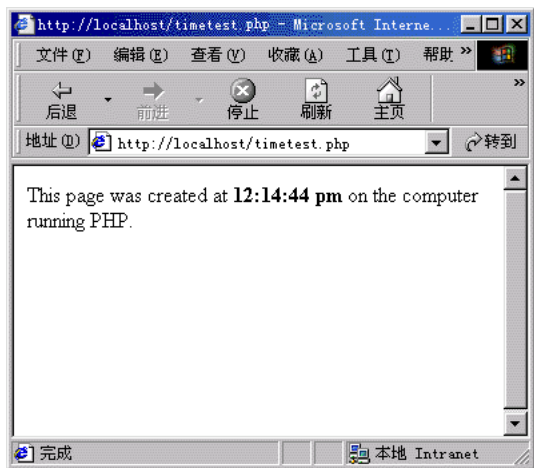 http://localhost/timetest.php - Microsoft Interne...
文件(F) 编辑(E) 查看(V) 收藏(A) 工具(T) 帮助 »
后退 前进 停止 刷新 主页 »
地址(D) http://localhost/timetest.php 转到
This page was created at 12:14:44 pm on the computer
running PHP.
完成 本地 Intranet